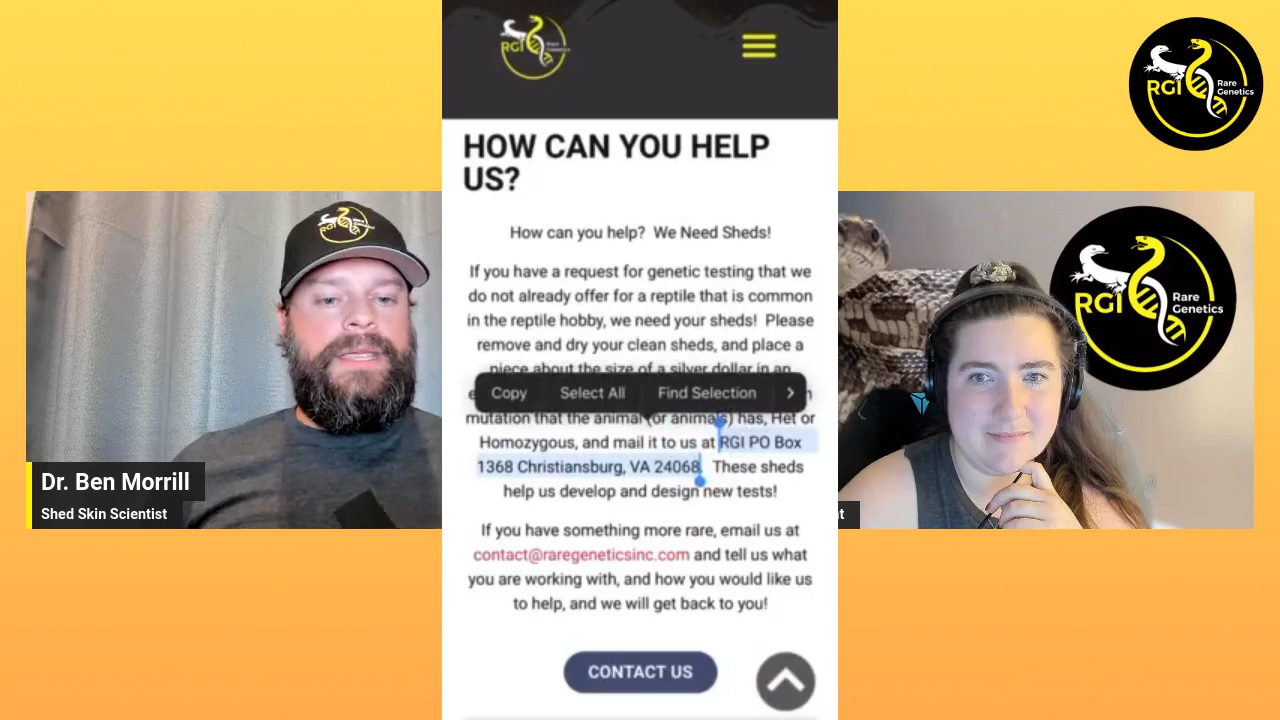 RGI Rare
Genetics
HOW CAN YOU HELP
US?
How can you help? We Need Sheds!
If you have a request for genetic testing that we
do not already offer for a reptile that is common
in the reptile hobby, we need your sheds! Please
remove and dry your clean sheds, and place a
piece about the size of a silver dollar in an
Copy Select All Find Selection
mutation that the animal (or animals) has, Het or
Homozygous, and mail it to us at RGI PO Box
1368 Christiansburg, VA 24068. These sheds
help us develop and design new tests!
If you have something more rare, email us at
contact@raregeneticsinc.com and tell us what
you are working with, and how you would like us
to help, and we will get back to you!
CONTACT US
RGI Rare
Genetics
RGI
Dr. Ben Morrill
Shed Skin Scientist
RGI Rare
Genetics